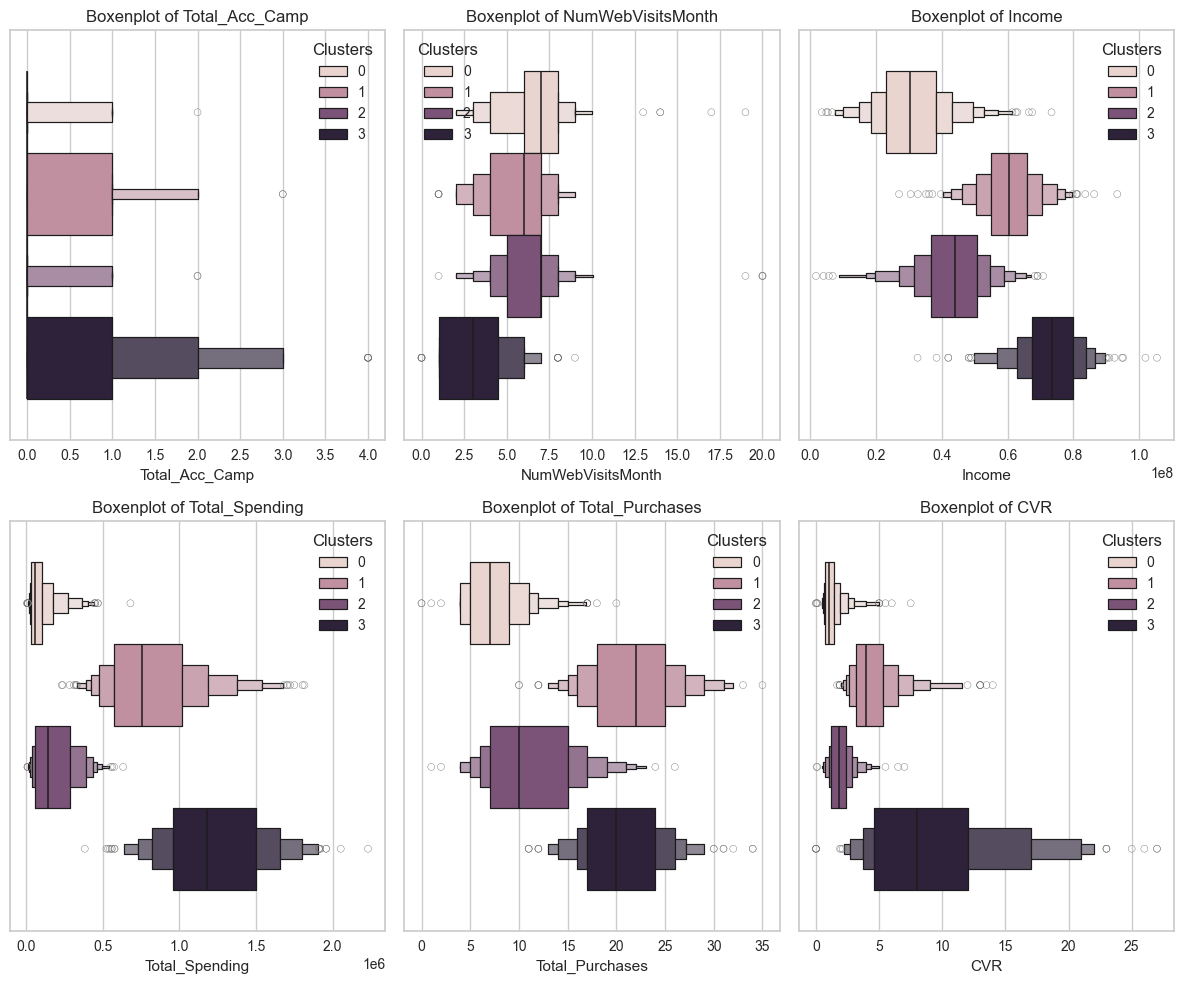 Boxenplot of Total_Acc_Camp
Clusters
0
1
2
3
0.0 0.5 1.0 1.5 2.0 2.5 3.0 3.5 4.0
Total_Acc_Camp
Boxenplot of NumWebVisitsMonth
Clusters
0
1
2
3
0.0 2.5 5.0 7.5 10.0 12.5 15.0 17.5 20.0
NumWebVisitsMonth
Boxenplot of Income
Clusters
0
1
2
3
0.0 0.2 0.4 0.6 0.8 1.0
1e8
Income
Boxenplot of Total_Spending
Clusters
0
1
2
3
0.0 0.5 1.0 1.5 2.0
1e6
Total_Spending
Boxenplot of Total_Purchases
Clusters
0
1
2
3
0 5 10 15 20 25 30 35
Total_Purchases
Boxenplot of CVR
Clusters
0
1
2
3
0 5 10 15 20 25
CVR